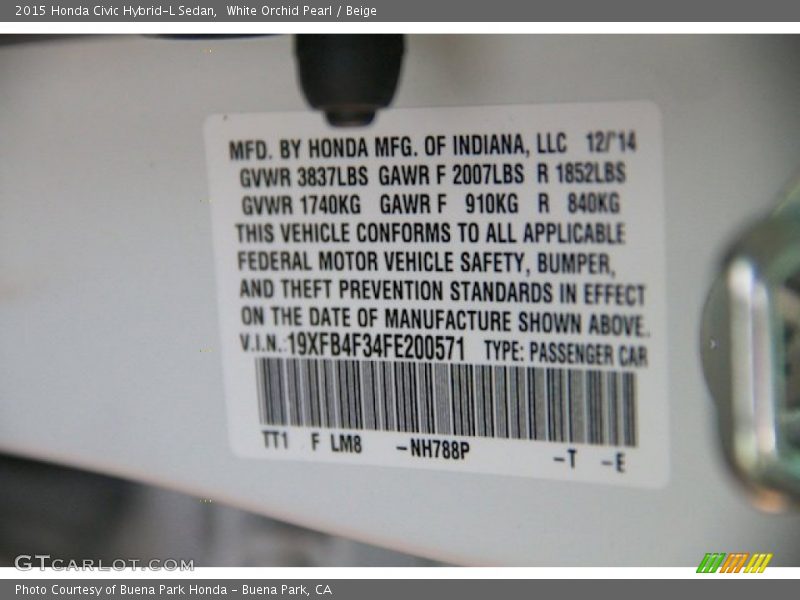 2015 Honda Civic Hybrid-L Sedan,  White Orchid Pearl / Beige
MFD. BY HONDA MFG. OF INDIANA, LLC 12/'14
GVWR 3837LBS GAWR F 2007LBS R 1852LBS
GVWR 1740KG GAWR F 910KG R 840KG
THIS VEHICLE CONFORMS TO ALL APPLICABLE
FEDERAL MOTOR VEHICLE SAFETY, BUMPER,
AND THEFT PREVENTION STANDARDS IN EFFECT
ON THE DATE OF MANUFACTURE SHOWN ABOVE.
V.I.N.:19XFB4F34FE200571 TYPE: PASSENGER CAR
TT1 F LM8 -NH788P -T -E
GTCARLOT.COM
Photo Courtesy of Buena Park Honda - Buena Park, CA